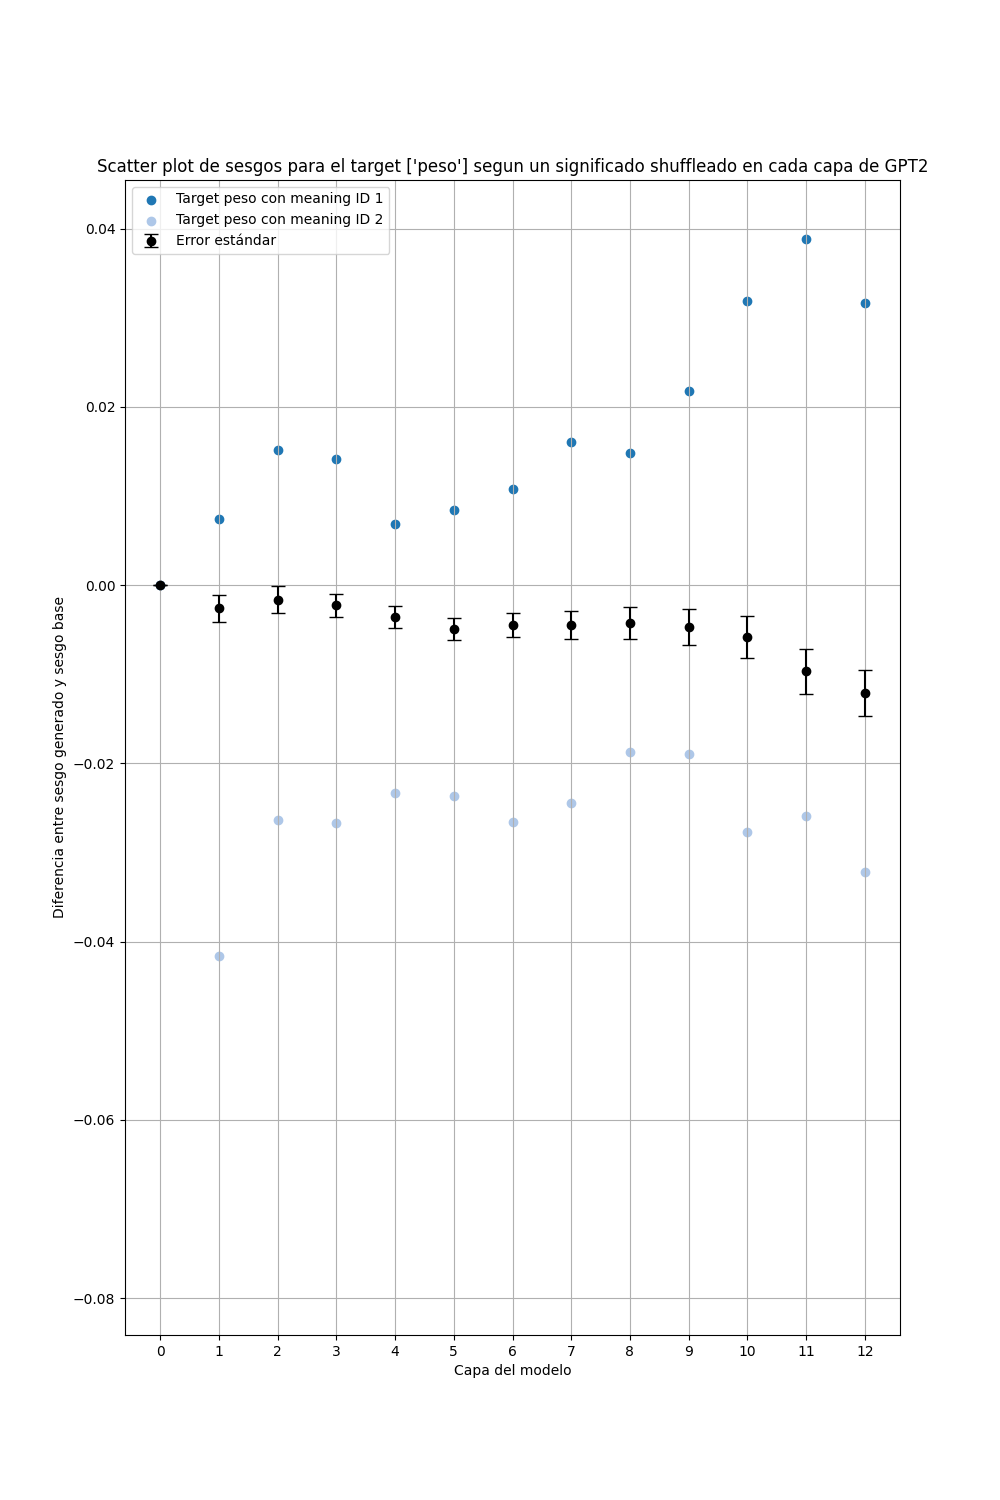 Scatter plot de sesgos para el target ['peso'] segun un significado shuffleado en cada capa de GPT2
Target peso con meaning ID 1
Target peso con meaning ID 2
Error estándar
0.04
0.02
0.00
−0.02
−0.04
−0.06
−0.08
Diferencia entre sesgo generado y sesgo base
0 1 2 3 4 5 6 7 8 9 10 11 12
Capa del modelo